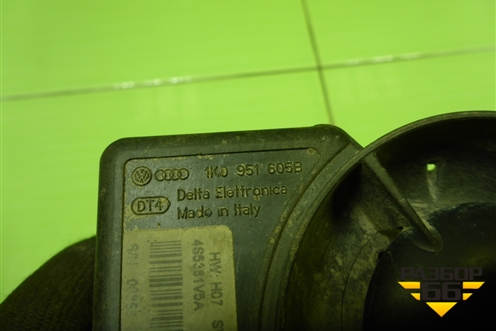 1K0 951 605B
DT4 Delta Elettronica
Made in Italy
HW: H07
4S5351V5A
РАЗБОР
66